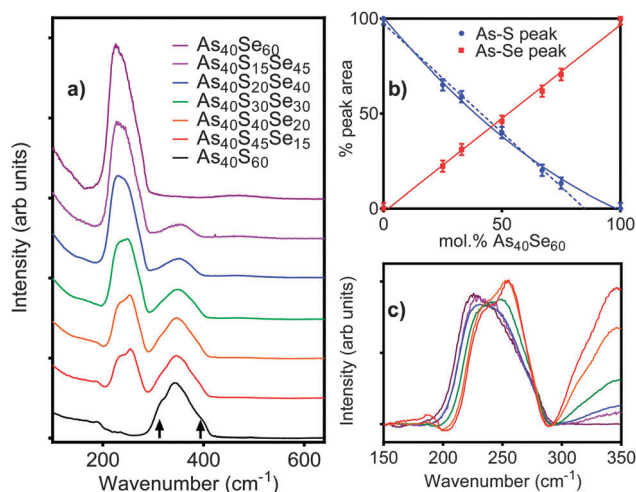 a)
As40Se60
As40S15Se45
As40S20Se40
As40S30Se30
As40S40Se20
As40S45Se15
As40S60
Intensity (arb units)
200 400 600
Wavenumber (cm-1)
b)
As-S peak
As-Se peak
% peak area
100
50
0
0 50 100
mol.% As40Se60
c)
Intensity (arb units)
150 200 250 300 350
Wavenumber (cm-1)